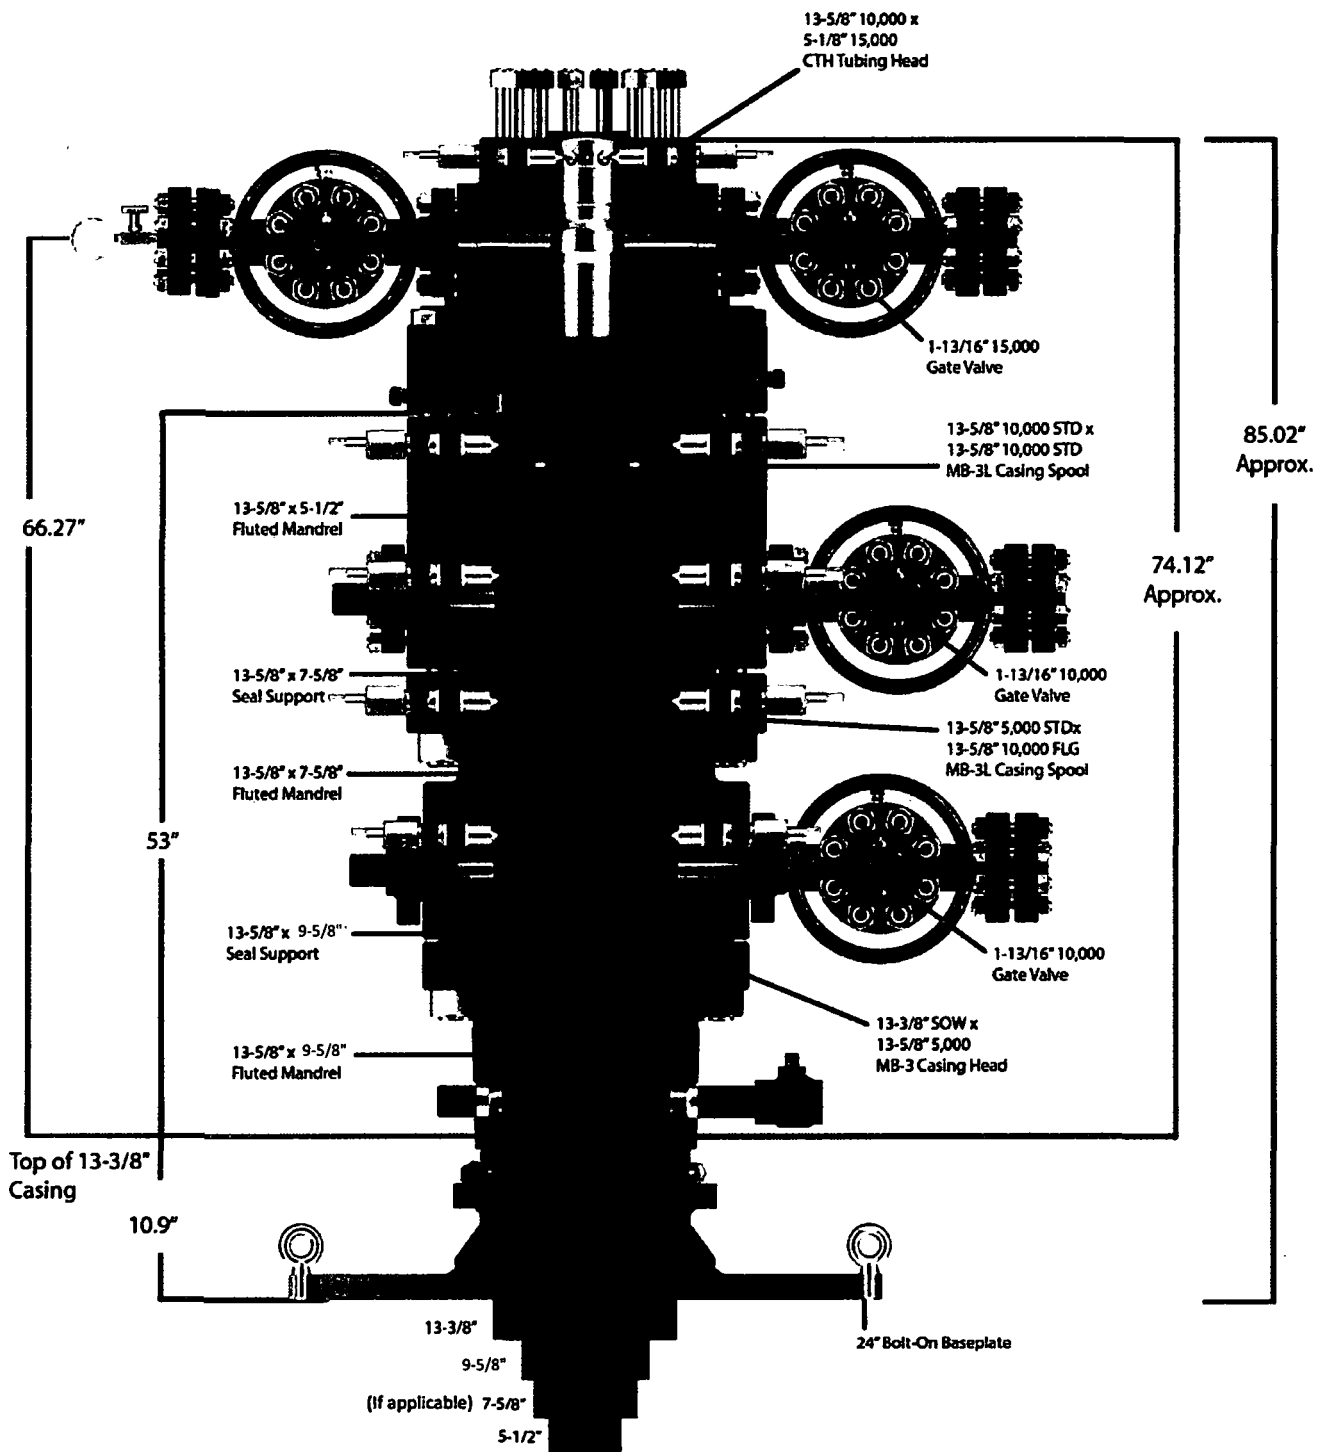 13-5/8" 10,000 x
5-1/8" 15,000
CTH Tubing Head
1-13/16" 15,000
Gate Valve
13-5/8" 10,000 STD x
13-5/8" 10,000 STD
MB-3L Casing Spool
85.02"
Approx.
66.27"
13-5/8" x 5-1/2"
Fluted Mandrel
74.12"
Approx.
13-5/8" x 7-5/8"
Seal Support
1-13/16" 10,000
Gate Valve
13-5/8" 5,000 STDx
13-5/8" 10,000 FLG
MB-3L Casing Spool
13-5/8" x 7-5/8"
Fluted Mandrel
53"
13-5/8" x 9-5/8"
Seal Support
1-13/16" 10,000
Gate Valve
13-3/8" SOW x
13-5/8" 5,000
MB-3 Casing Head
13-5/8" x 9-5/8"
Fluted Mandrel
Top of 13-3/8"
Casing
10.9"
13-3/8"
24" Bolt-On Baseplate
9-5/8"
(If applicable) 7-5/8"
5-1/2"